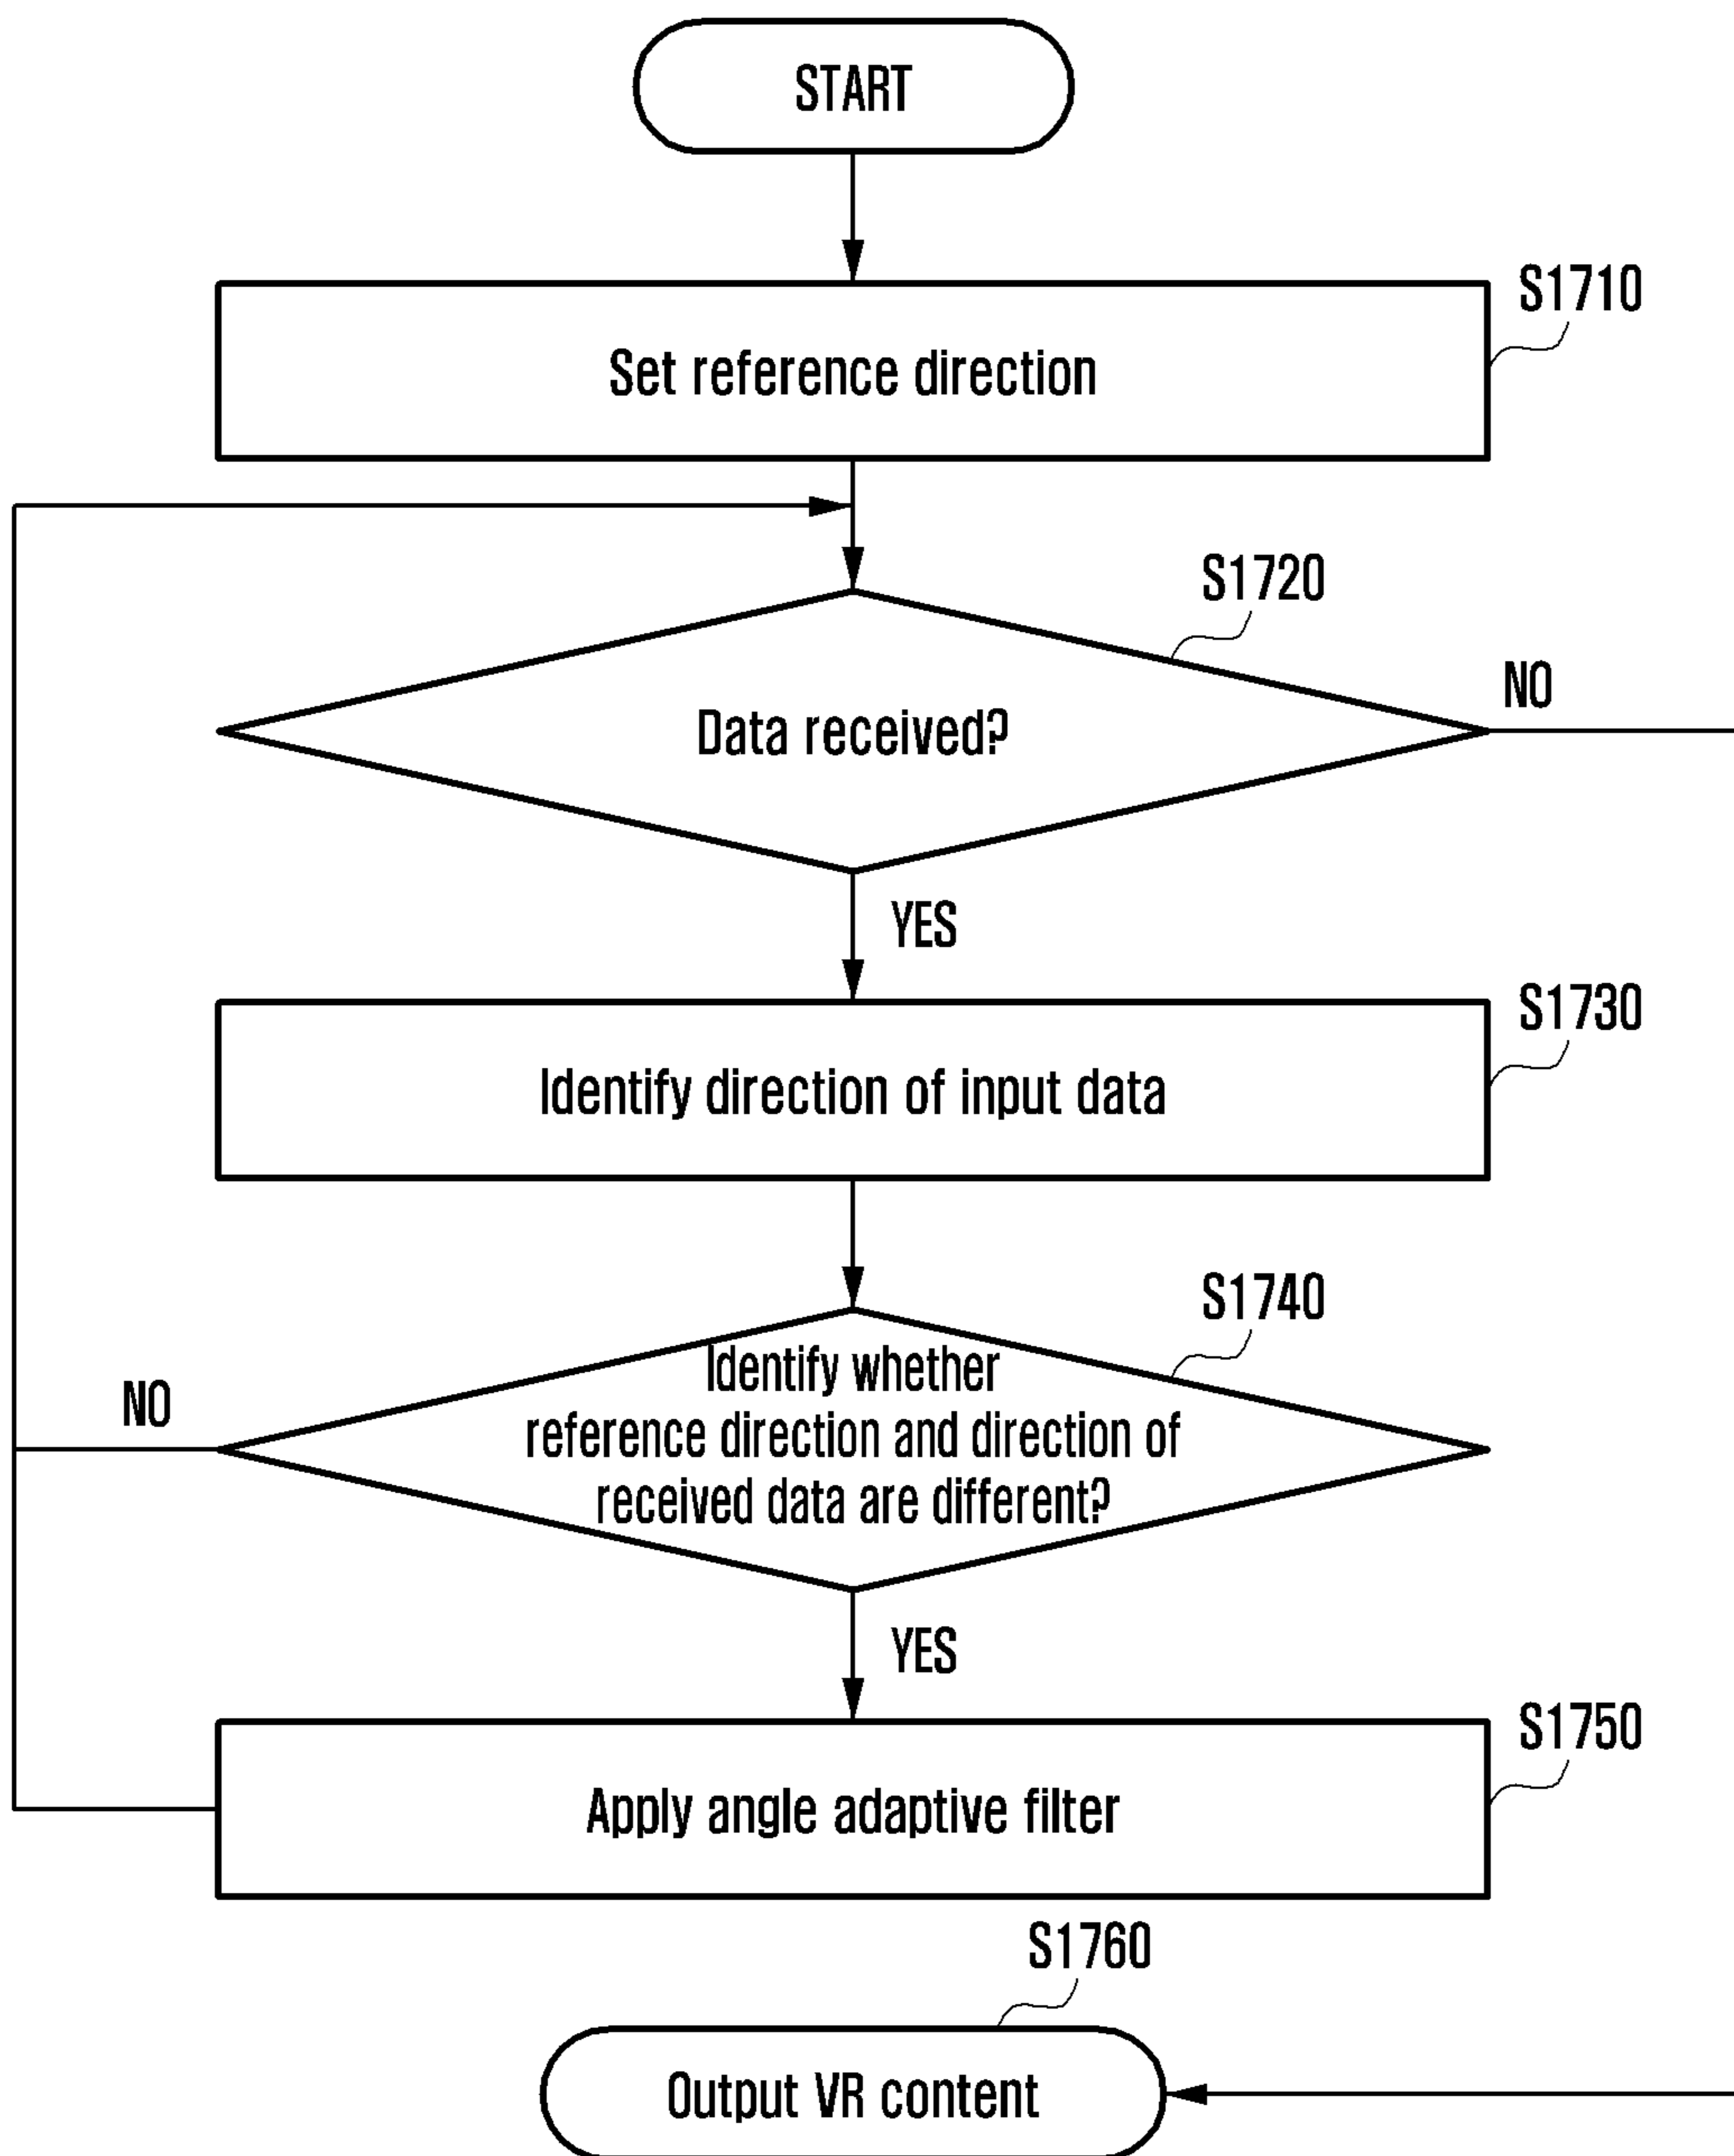 START
S1710
Set reference direction
S1720
Data received?
NO
YES
S1730
Identify direction of input data
S1740
Identify whether
reference direction and direction of
received data are different?
NO
YES
S1750
Apply angle adaptive filter
S1760
Output VR content